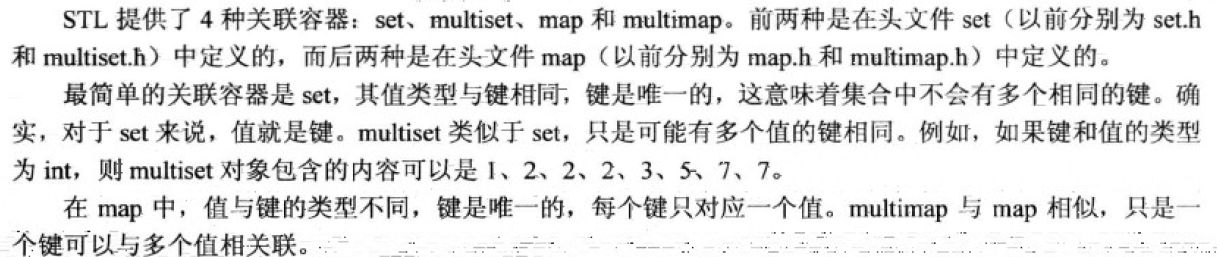 STL 提供了 4 种关联容器：set、multiset、map 和 multimap。前两种是在头文件 set（以前分别为 set.h
和 multiset.h）中定义的，而后两种是在头文件 map（以前分别为 map.h 和 multimap.h）中定义的。
最简单的关联容器是 set，其值类型与键相同，键是唯一的，这意味着集合中不会有多个相同的键。确
实，对于 set 来说，值就是键。multiset 类似于 set，只是可能有多个值的键相同。例如，如果键和值的类型
为 int，则 multiset 对象包含的内容可以是 1、2、2、2、3、5、7、7。
在 map 中，值与键的类型不同，键是唯一的，每个键只对应一个值。multimap 与 map 相似，只是一
个键可以与多个值相关联。